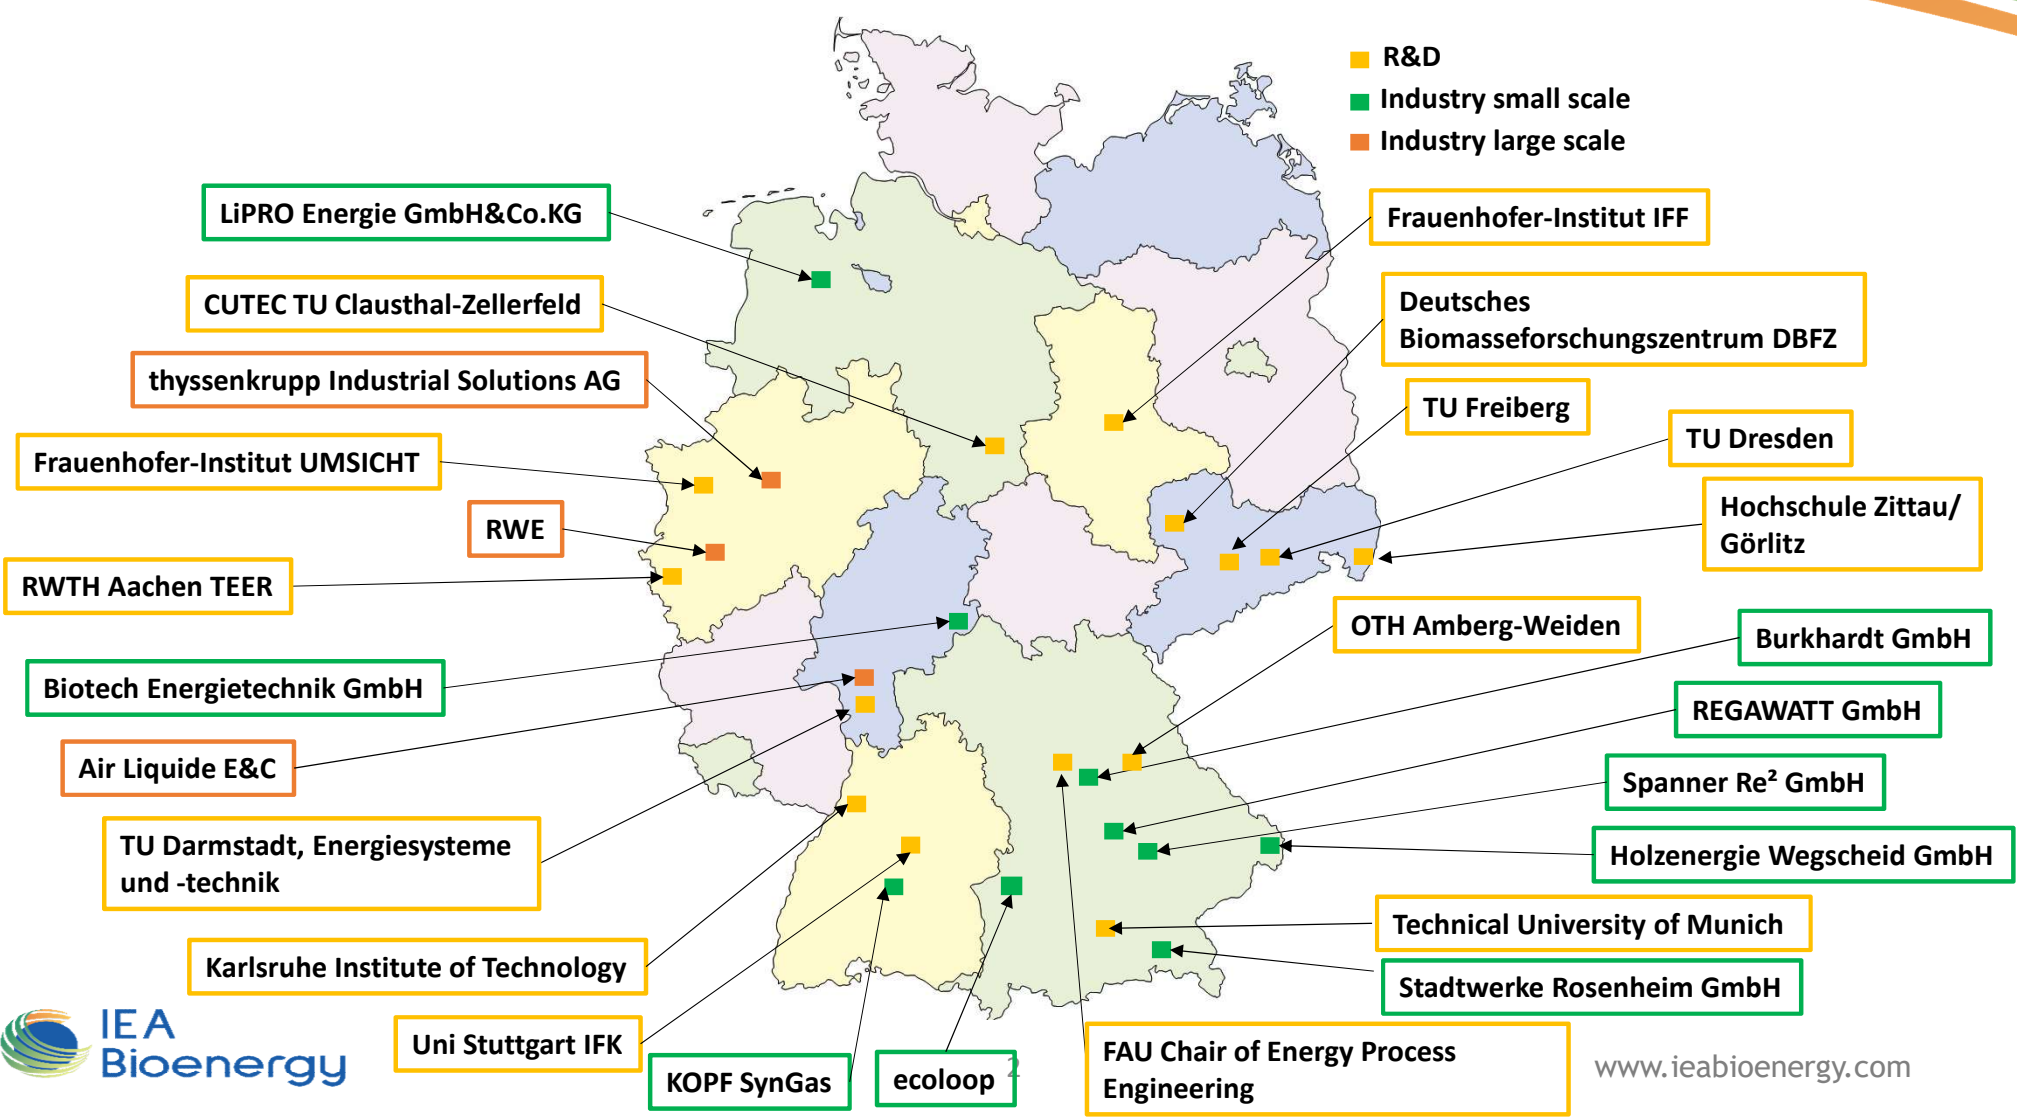 R&D
Industry small scale
Industry large scale
LiPRO Energie GmbH&Co.KG
Frauenhofer-Institut IFF
CUTEC TU Clausthal-Zellerfeld
Deutsches
Biomasseforschungszentrum DBFZ
thyssenkrupp Industrial Solutions AG
TU Freiberg
TU Dresden
Frauenhofer-Institut UMSICHT
Hochschule Zittau/
Görlitz
RWE
RWTH Aachen TEER
OTH Amberg-Weiden
Burkhardt GmbH
Biotech Energietechnik GmbH
REGAWATT GmbH
Air Liquide E&C
Spanner Re² GmbH
TU Darmstadt, Energiesysteme
und -technik
Holzenergie Wegscheid GmbH
Technical University of Munich
Karlsruhe Institute of Technology
Stadtwerke Rosenheim GmbH
Uni Stuttgart IFK
KOPF SynGas
ecoloop
2
FAU Chair of Energy Process
Engineering
IEA
Bioenergy
www.ieabioenergy.com